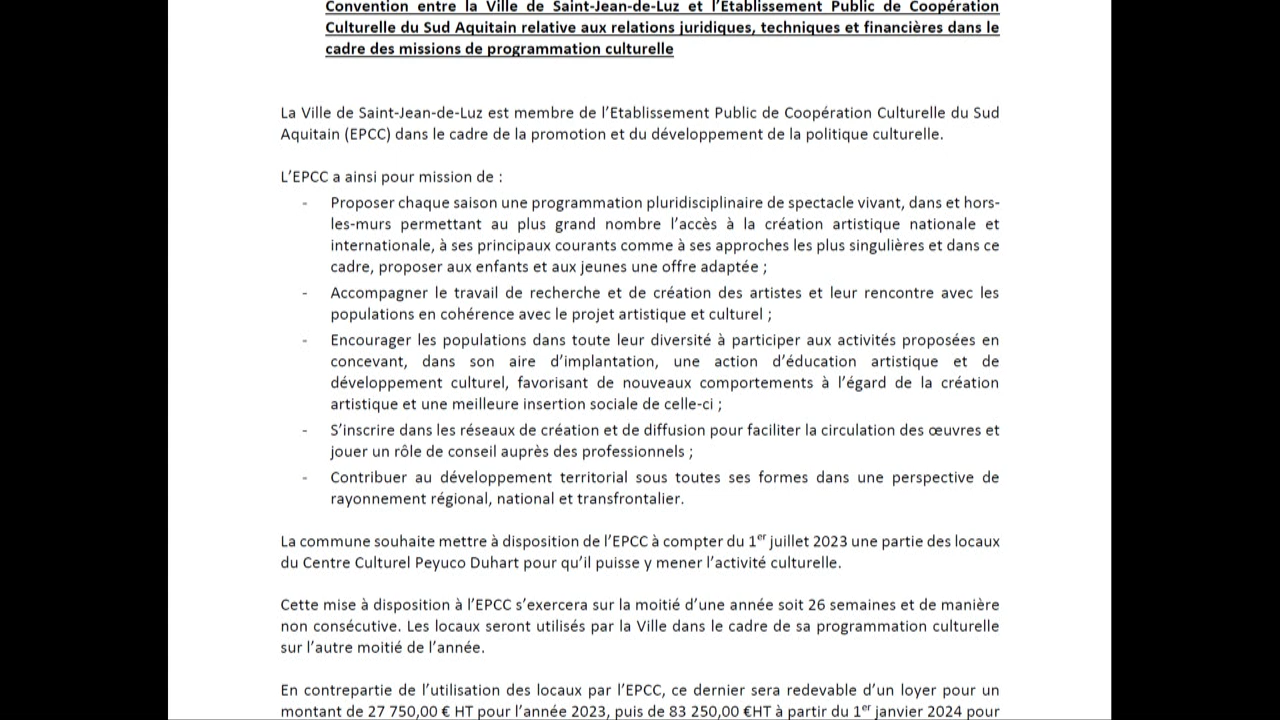 Convention entre la Ville de Saint-Jean-de-Luz et l'Etablissement Public de Coopération
Culturelle du Sud Aquitain relative aux relations juridiques, techniques et financières dans le
cadre des missions de programmation culturelle
La Ville de Saint-Jean-de-Luz est membre de l'Etablissement Public de Coopération Culturelle du Sud
Aquitain (EPCC) dans le cadre de la promotion et du développement de la politique culturelle.
L'EPCC a ainsi pour mission de :
- Proposer chaque saison une programmation pluridisciplinaire de spectacle vivant, dans et hors-
les-murs permettant au plus grand nombre l'accès à la création artistique nationale et
internationale, à ses principaux courants comme à ses approches les plus singulières et dans ce
cadre, proposer aux enfants et aux jeunes une offre adaptée ;
- Accompagner le travail de recherche et de création des artistes et leur rencontre avec les
populations en cohérence avec le projet artistique et culturel ;
- Encourager les populations dans toute leur diversité à participer aux activités proposées en
concevant, dans son aire d'implantation, une action d'éducation artistique et de
développement culturel, favorisant de nouveaux comportements à l'égard de la création
artistique et une meilleure insertion sociale de celle-ci ;
- S'inscrire dans les réseaux de création et de diffusion pour faciliter la circulation des œuvres et
jouer un rôle de conseil auprès des professionnels ;
- Contribuer au développement territorial sous toutes ses formes dans une perspective de
rayonnement régional, national et transfrontalier.
La commune souhaite mettre à disposition de l'EPCC à compter du 1er juillet 2023 une partie des locaux
du Centre Culturel Peyuco Duhart pour qu'il puisse y mener l'activité culturelle.
Cette mise à disposition à l'EPCC s'exercera sur la moitié d'une année soit 26 semaines et de manière
non consécutive. Les locaux seront utilisés par la Ville dans le cadre de sa programmation culturelle
sur l'autre moitié de l'année.
En contrepartie de l'utilisation des locaux par l'EPCC, ce dernier sera redevable d'un loyer pour un
montant de 27 750,00 € HT pour l'année 2023, puis de 83 250,00 €HT à partir du 1er janvier 2024 pour